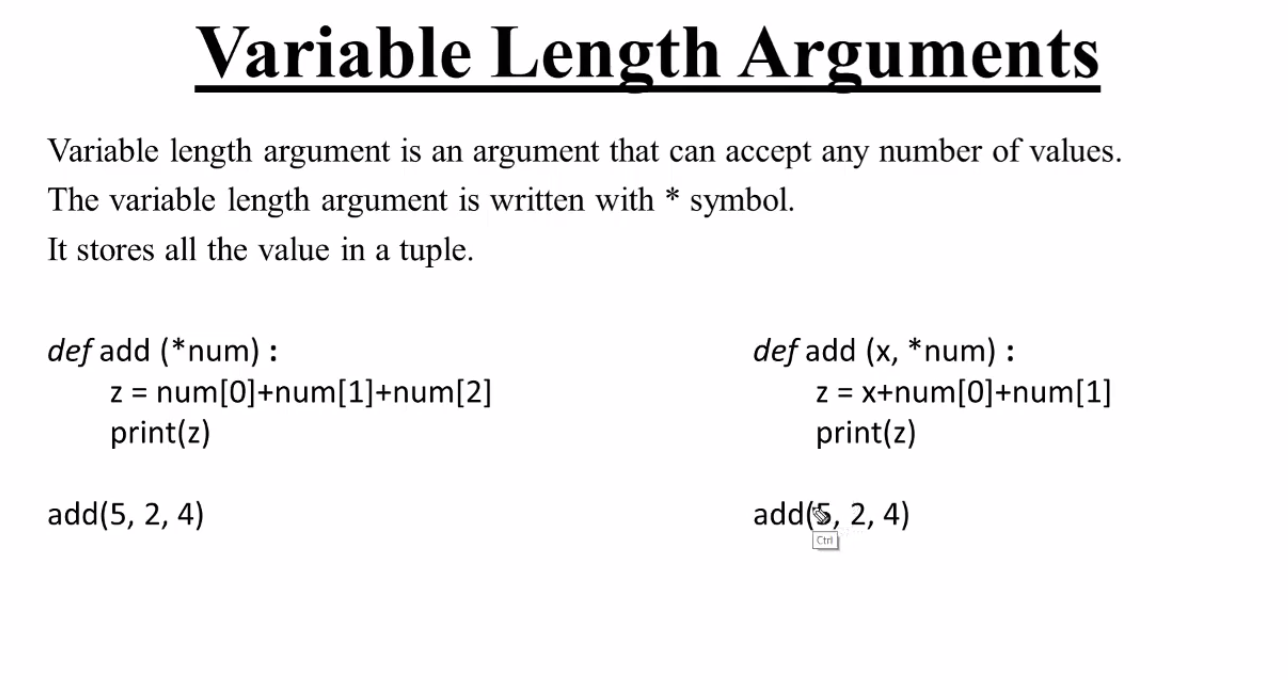 Variable Length Arguments
Variable length argument is an argument that can accept any number of values.
The variable length argument is written with * symbol.
It stores all the value in a tuple.
def add (*num) :
z = num[0]+num[1]+num[2]
print(z)
add(5, 2, 4)
def add (x, *num) :
z = x+num[0]+num[1]
print(z)
add(5, 2, 4)
Ctrl